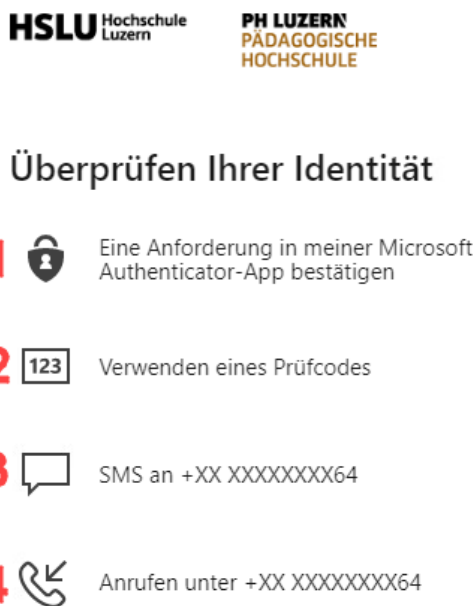 HSLU Hochschule
Luzern
PH LUZERN
PÄDAGOGISCHE
HOCHSCHULE
Überprüfen Ihrer Identität
1
Eine Anforderung in meiner Microsoft
Authenticator-App bestätigen
2 123 Verwenden eines Prüfcodes
3 SMS an +XX XXXXXXXX64
4 Anrufen unter +XX XXXXXXXX64